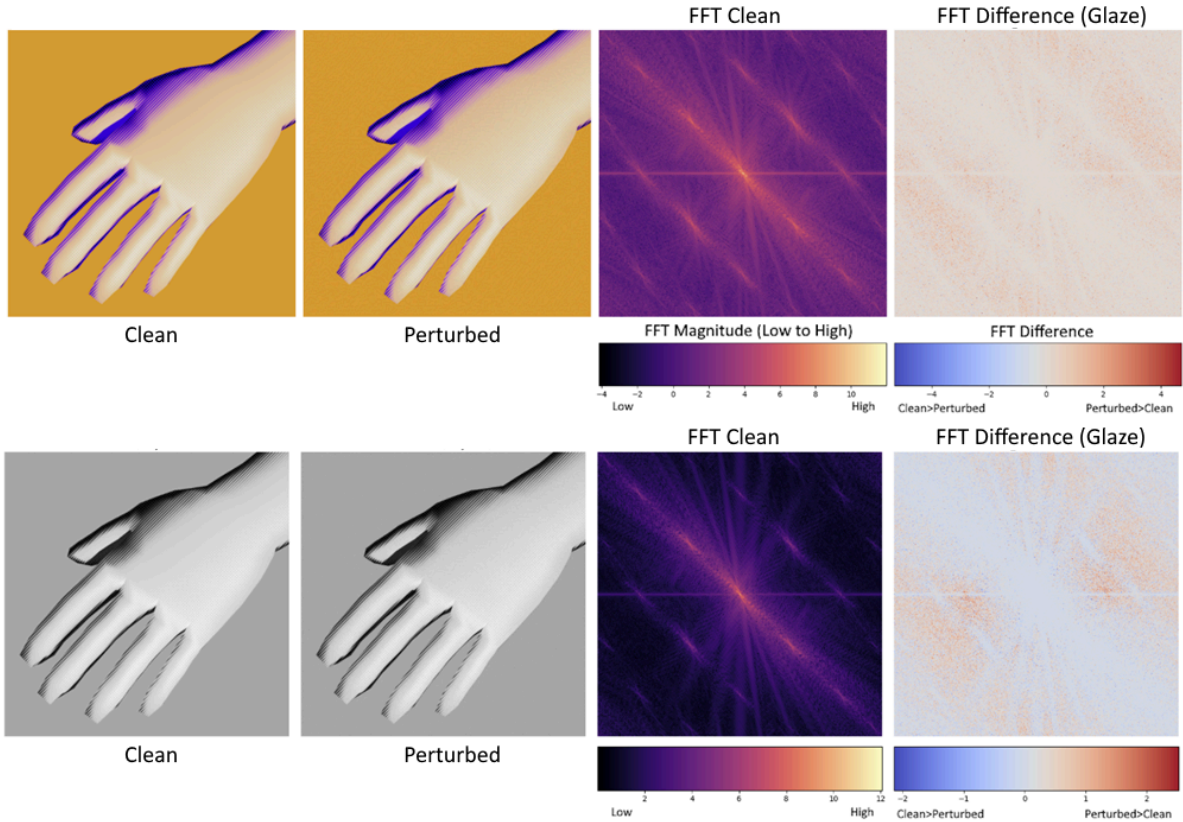 FFT Clean
FFT Difference (Glaze)
Clean
Perturbed
FFT Magnitude (Low to High)
FFT Difference
−4 −2 0 2 4 6 8 10
Low
High
−4 −2 0 2 4
Clean>Perturbed
Perturbed>Clean
FFT Clean
FFT Difference (Glaze)
Clean
Perturbed
2 4 6 8 10 12
Low
High
−2 −1 0 1 2
Clean>Perturbed
Perturbed>Clean